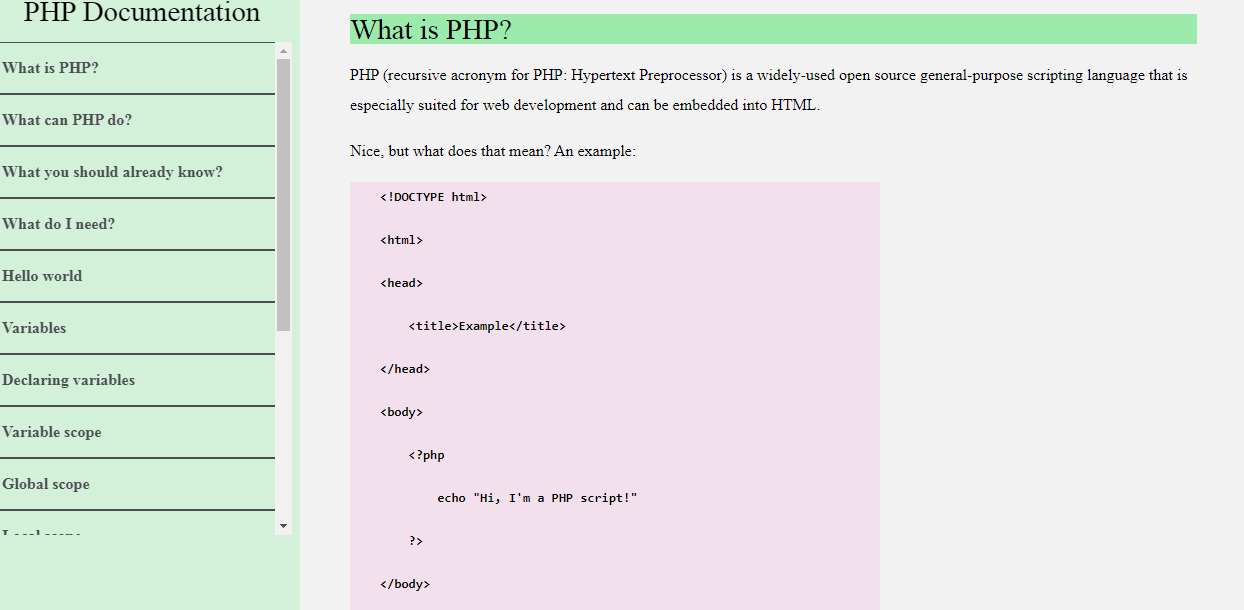 PHP Documentation
What is PHP?
What can PHP do?
What you should already know?
What do I need?
Hello world
Variables
Declaring variables
Variable scope
Global scope
What is PHP?
PHP (recursive acronym for PHP: Hypertext Preprocessor) is a widely-used open source general-purpose scripting language that is
especially suited for web development and can be embedded into HTML.
Nice, but what does that mean? An example:
<!DOCTYPE html>
<html>
<head>
<title>Example</title>
</head>
<body>
<?php
echo "Hi, I'm a PHP script!"
?>
</body>